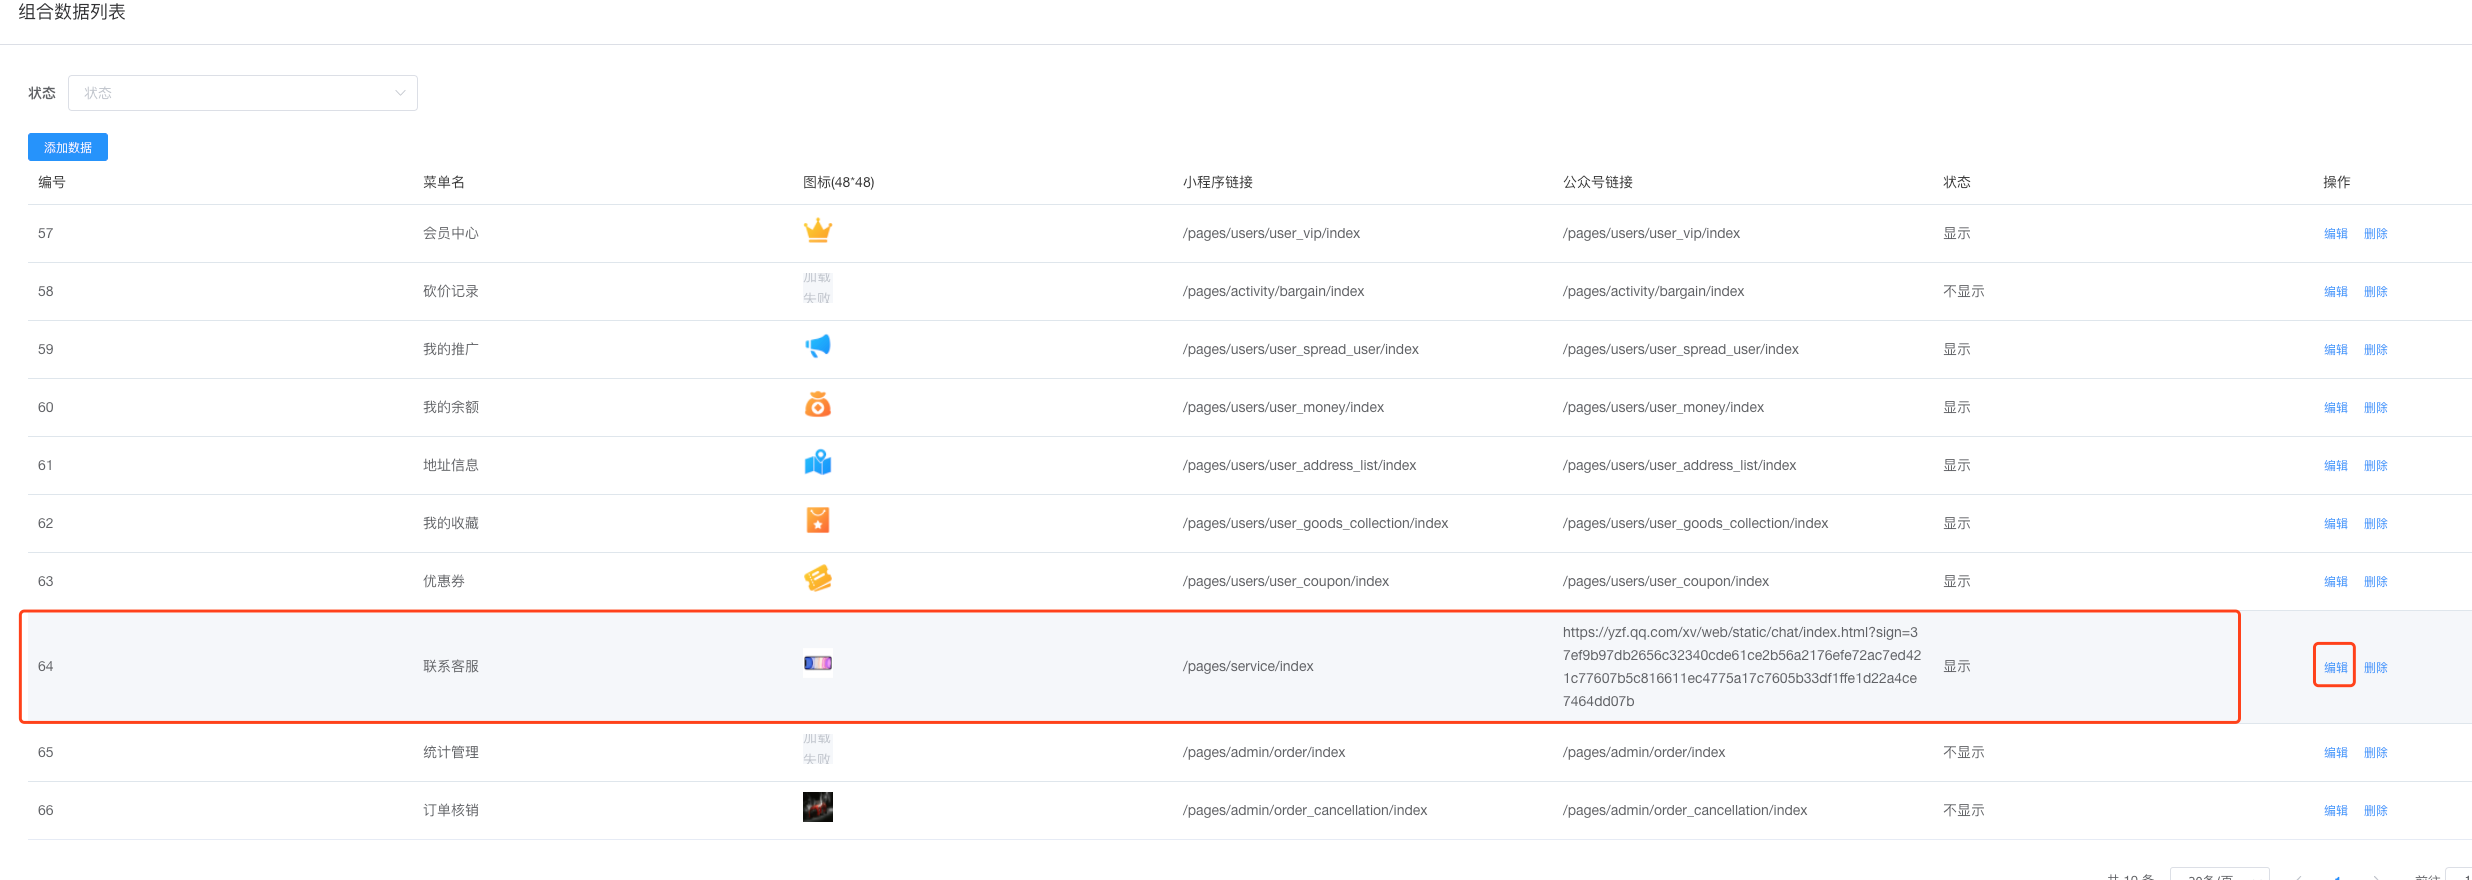 组合数据列表
状态 状态
添加数据
编号 菜单名 图标(48*48) 小程序链接 公众号链接 状态 操作
57 会员中心 /pages/users/user_vip/index /pages/users/user_vip/index 显示 编辑 删除
58 砍价记录 加载失败 /pages/activity/bargain/index /pages/activity/bargain/index 不显示 编辑 删除
59 我的推广 /pages/users/user_spread_user/index /pages/users/user_spread_user/index 显示 编辑 删除
60 我的余额 /pages/users/user_money/index /pages/users/user_money/index 显示 编辑 删除
61 地址信息 /pages/users/user_address_list/index /pages/users/user_address_list/index 显示 编辑 删除
62 我的收藏 /pages/users/user_goods_collection/index /pages/users/user_goods_collection/index 显示 编辑 删除
63 优惠券 /pages/users/user_coupon/index /pages/users/user_coupon/index 显示 编辑 删除
https://yzf.qq.com/xv/web/static/chat/index.html?sign=3
7ef9b97db2656c32340cde61ce2b56a2176efe72ac7ed42
64 联系客服 /pages/service/index 显示 编辑 删除
1c77607b5c816611ec4775a17c7605b33df1ffe1d22a4ce
7464dd07b
65 统计管理 加载失败 /pages/admin/order/index /pages/admin/order/index 不显示 编辑 删除
66 订单核销 /pages/admin/order_cancellation/index /pages/admin/order_cancellation/index 不显示 编辑 删除